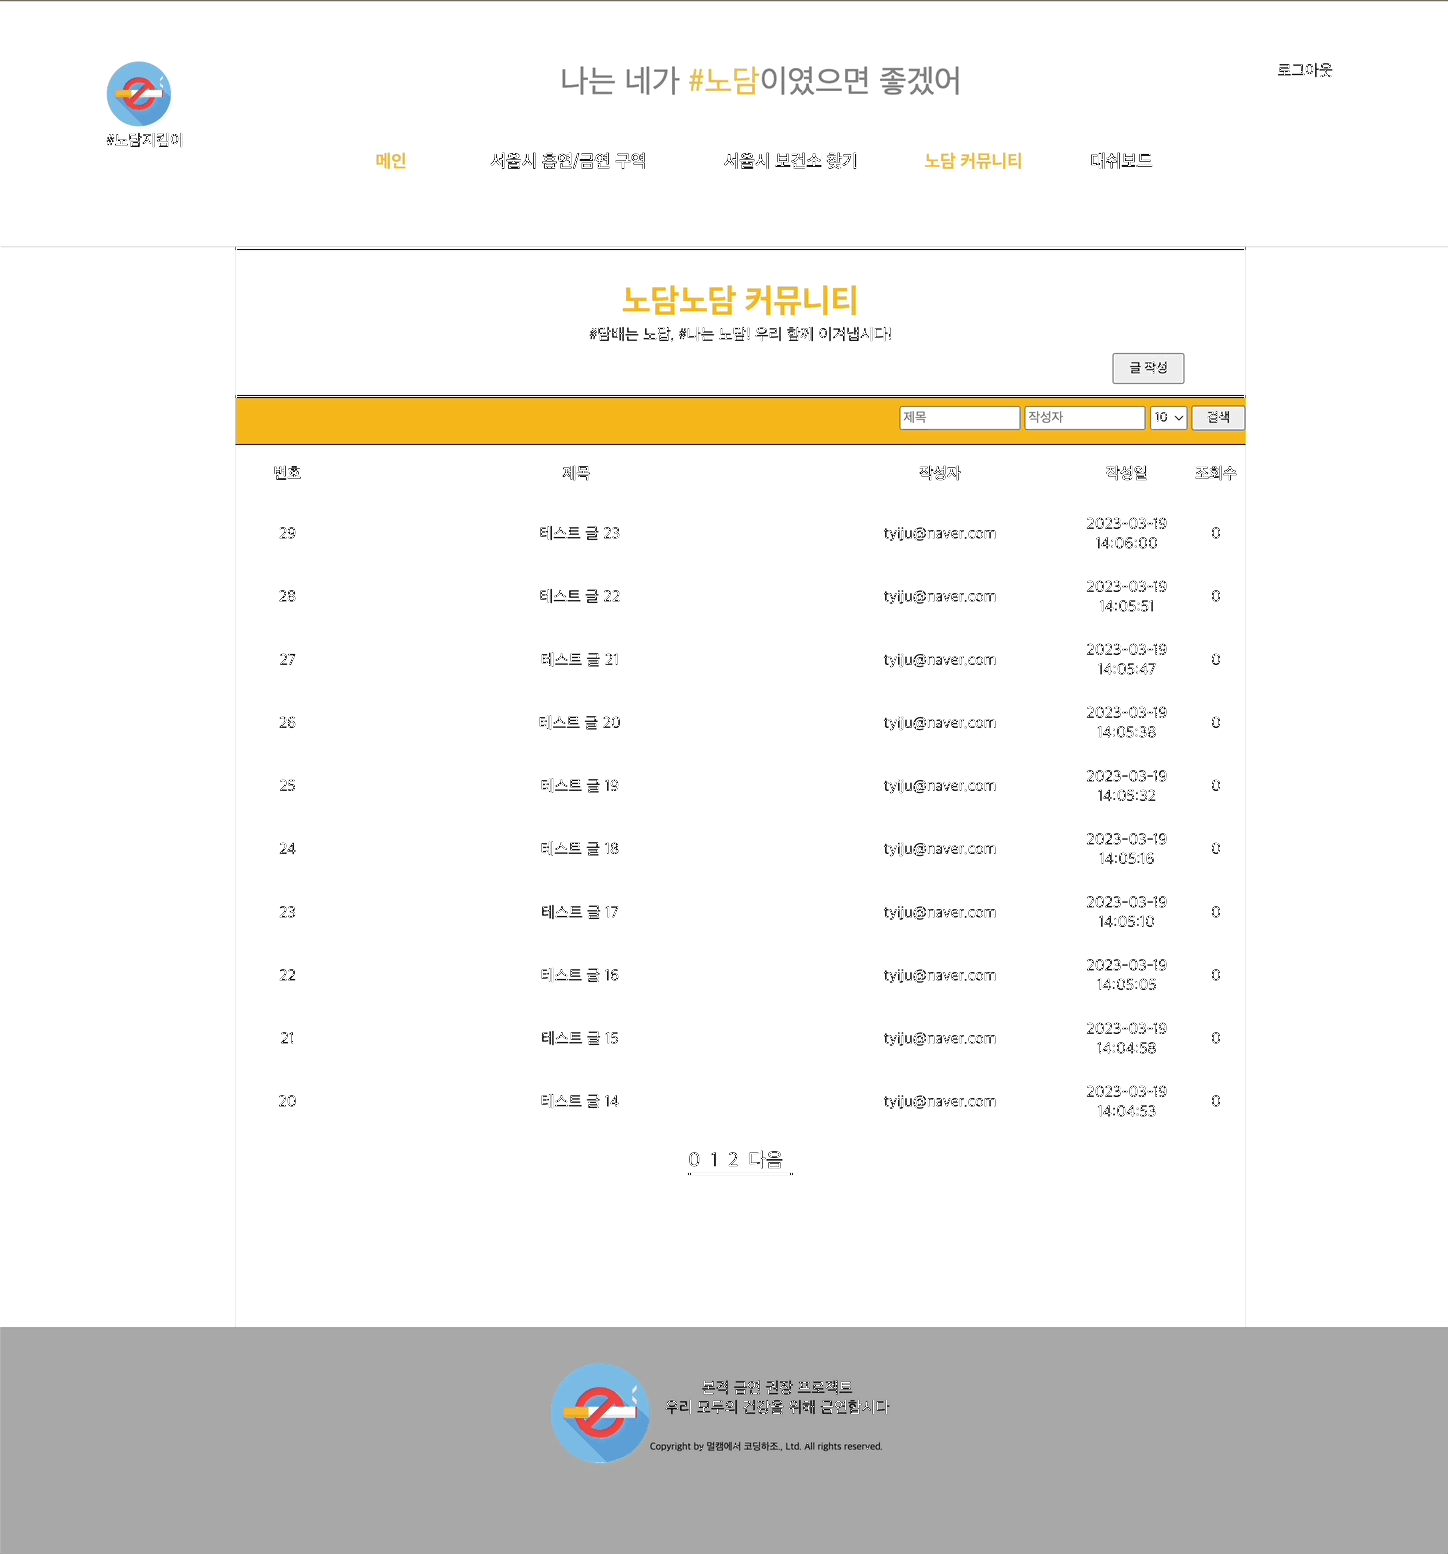 나는 네가 #노담이였으면 좋겠어
로그아웃
#노담지킴이
메인 서울시 흡연/금연 구역 서울시 보건소 찾기 노담 커뮤니티 대쉬보드
노담노담 커뮤니티
#담배는 노담, #나는 노담! 우리 함께 이겨냅시다!
글 작성
제목 작성자 10 검색
번호 제목 작성자 작성일 조회수
29 테스트 글 23 tyiju@naver.com 2023-03-19 14:06:00 0
28 테스트 글 22 tyiju@naver.com 2023-03-19 14:05:51 0
27 테스트 글 21 tyiju@naver.com 2023-03-19 14:05:47 0
26 테스트 글 20 tyiju@naver.com 2023-03-19 14:05:38 0
25 테스트 글 19 tyiju@naver.com 2023-03-19 14:05:32 0
24 테스트 글 18 tyiju@naver.com 2023-03-19 14:05:16 0
23 테스트 글 17 tyiju@naver.com 2023-03-19 14:05:10 0
22 테스트 글 16 tyiju@naver.com 2023-03-19 14:05:05 0
21 테스트 글 15 tyiju@naver.com 2023-03-19 14:04:58 0
20 테스트 글 14 tyiju@naver.com 2023-03-19 14:04:53 0
0 1 2 다음
본격 금연 권장 프로젝트
우리 모두의 건강을 위해 금연합시다
Copyright by 멀캠에서 코딩하조., Ltd. All rights reserved.